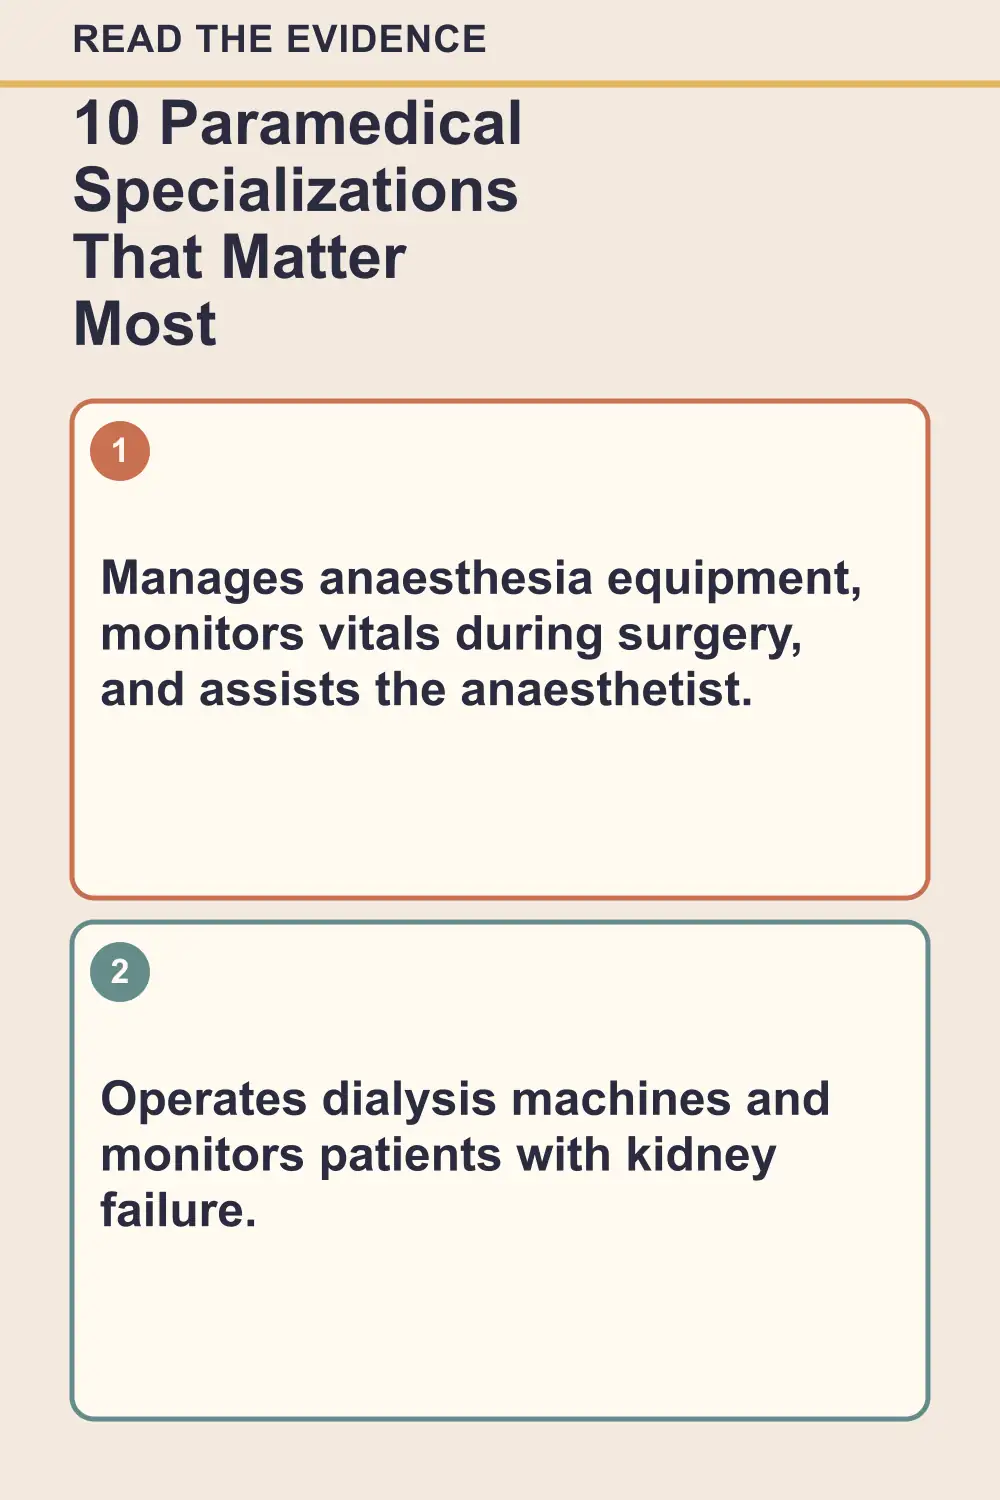 READ THE EVIDENCE
10 Paramedical
Specializations
That Matter
Most
1
Manages anaesthesia equipment,
monitors vitals during surgery,
and assists the anaesthetist.
2
Operates dialysis machines and
monitors patients with kidney
failure.